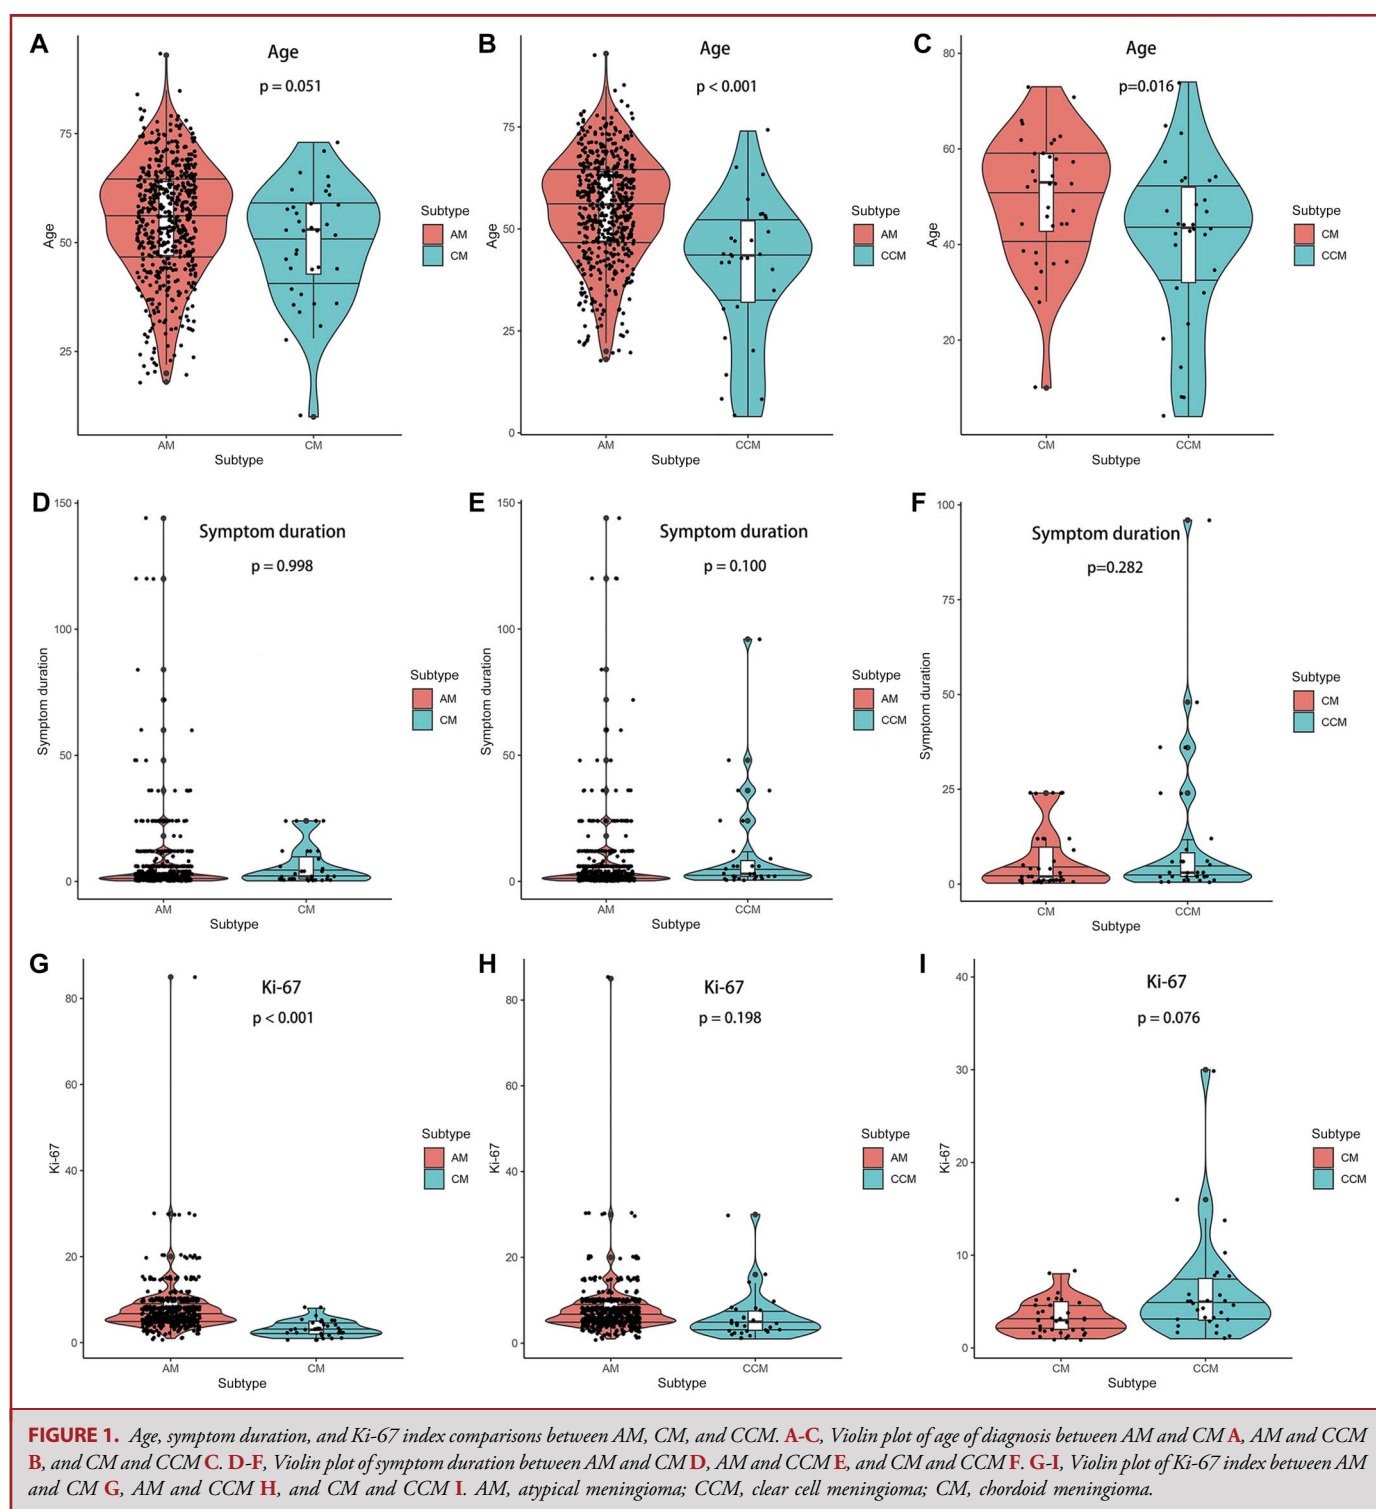 A
Age
p = 0.051
75
50
25
Age
AM
CM
Subtype
Subtype
AM
CM
B
Age
p < 0.001
75
50
25
0
Age
AM
CCM
Subtype
Subtype
AM
CCM
C
Age
p=0.016
80
60
40
20
Age
CM
CCM
Subtype
Subtype
CM
CCM
D
Symptom duration
p = 0.998
150
100
50
0
Symptom duration
AM
CM
Subtype
Subtype
AM
CM
E
Symptom duration
p = 0.100
150
100
50
0
Symptom duration
AM
CCM
Subtype
Subtype
AM
CCM
F
Symptom duration
p=0.282
100
75
50
25
0
Symptom duration
CM
CCM
Subtype
Subtype
CM
CCM
G
Ki-67
p < 0.001
80
60
40
20
0
Ki-67
AM
CM
Subtype
Subtype
AM
CM
H
Ki-67
p = 0.198
80
60
40
20
0
Ki-67
AM
CCM
Subtype
Subtype
AM
CCM
I
Ki-67
p = 0.076
40
30
20
10
0
Ki-67
CM
CCM
Subtype
Subtype
CM
CCM
FIGURE 1. Age, symptom duration, and Ki-67 index comparisons between AM, CM, and CCM. A-C, Violin plot of age of diagnosis between AM and CM A, AM and CCM
B, and CM and CCM C. D-F, Violin plot of symptom duration between AM and CM D, AM and CCM E, and CM and CCM F. G-I, Violin plot of Ki-67 index between AM
and CM G, AM and CCM H, and CM and CCM I. AM, atypical meningioma; CCM, clear cell meningioma; CM, chordoid meningioma.